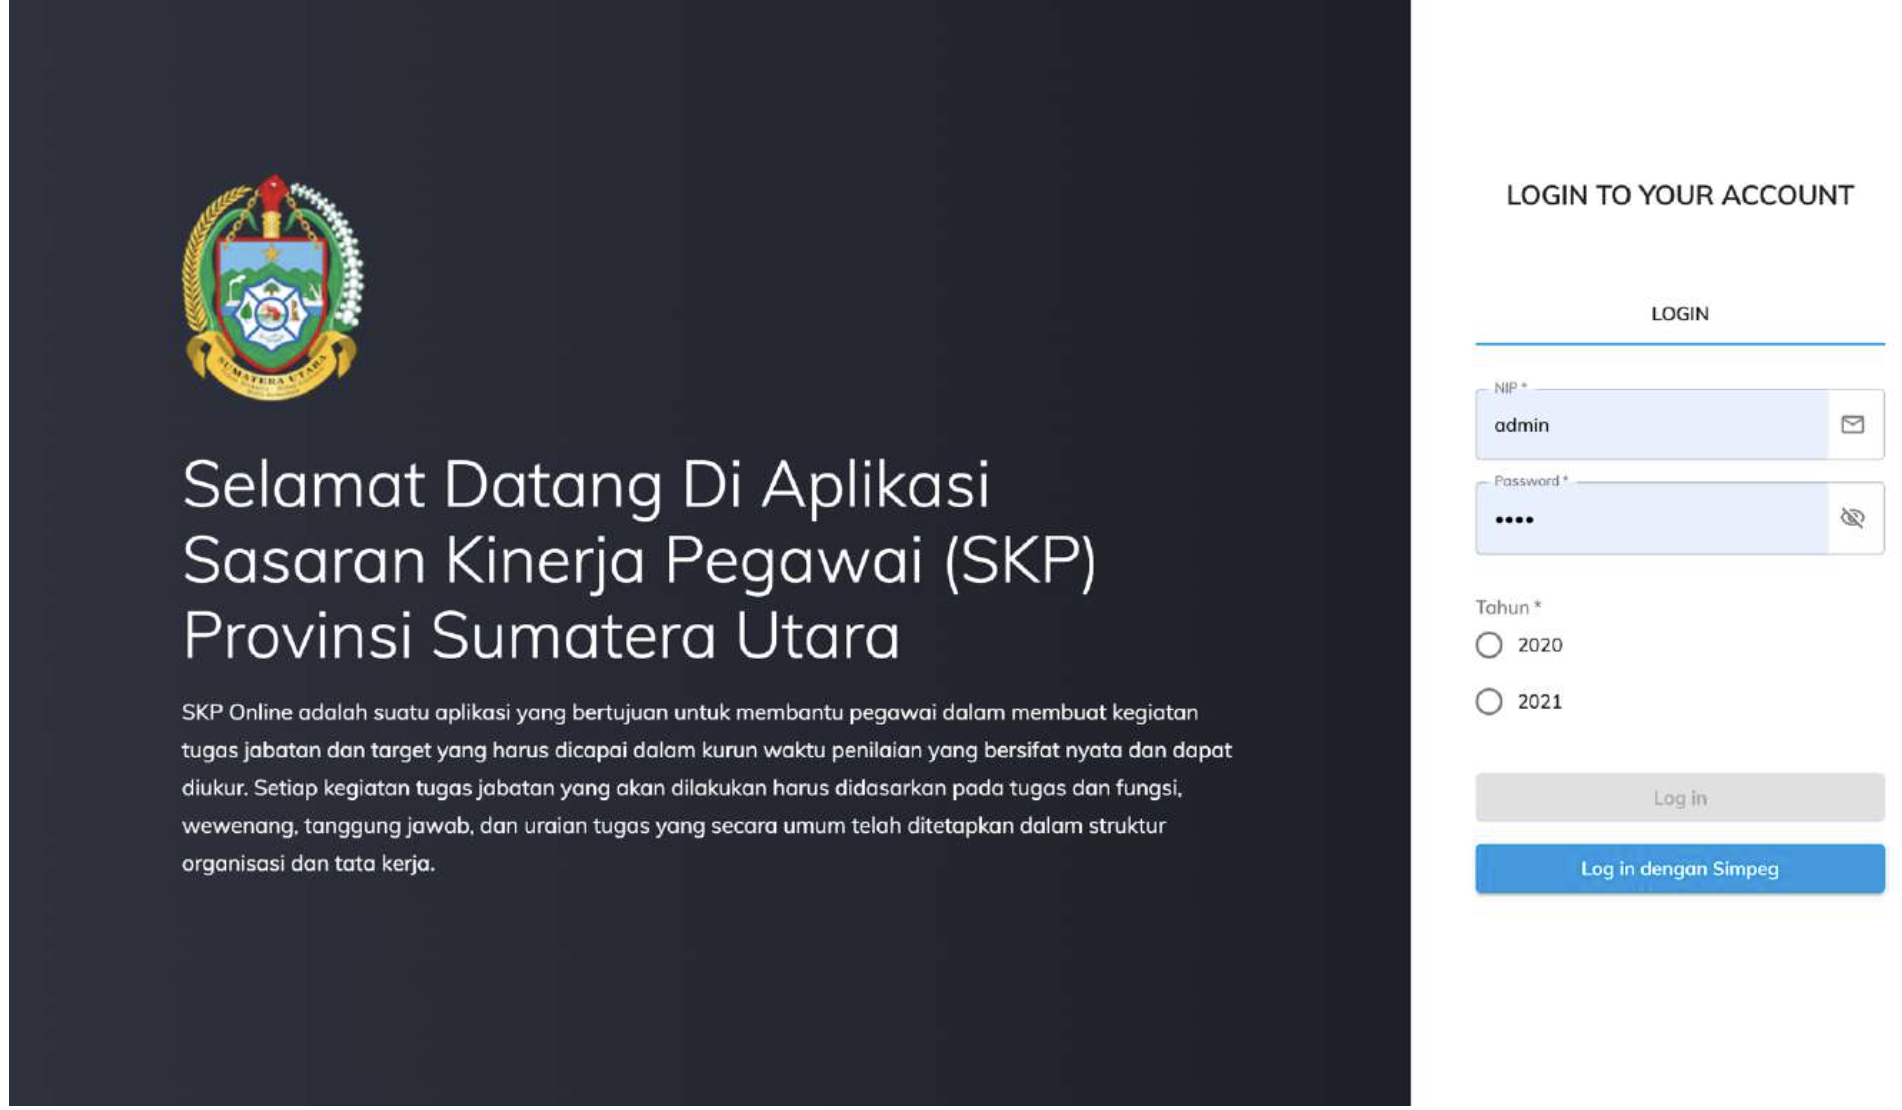 SUMATERA UTARA
Selamat Datang Di Aplikasi
Sasaran Kinerja Pegawai (SKP)
Provinsi Sumatera Utara
SKP Online adalah suatu aplikasi yang bertujuan untuk membantu pegawai dalam membuat kegiatan
tugas jabatan dan target yang harus dicapai dalam kurun waktu penilaian yang bersifat nyata dan dapat
diukur. Setiap kegiatan tugas jabatan yang akan dilakukan harus didasarkan pada tugas dan fungsi,
wewenang, tanggung jawab, dan uraian tugas yang secara umum telah ditetapkan dalam struktur
organisasi dan tata kerja.
LOGIN TO YOUR ACCOUNT
LOGIN
NIP *
admin
Password *
••••
Tahun *
2020
2021
Log in
Log in dengan Simpeg